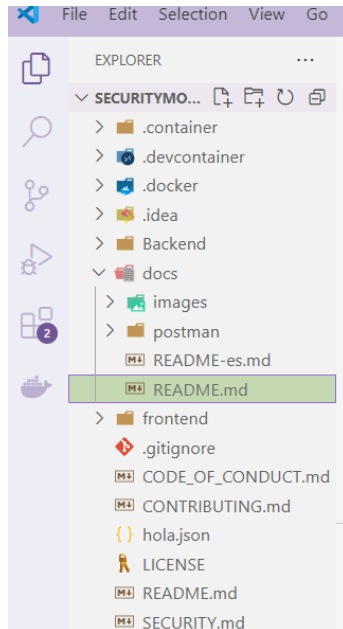 File Edit Selection View Go
EXPLORER ...
SECURITYMO...
.container
.devcontainer
.docker
.idea
Backend
docs
images
postman
README-es.md
README.md
frontend
.gitignore
CODE_OF_CONDUCT.md
CONTRIBUTING.md
hola.json
LICENSE
README.md
SECURITY.md
2